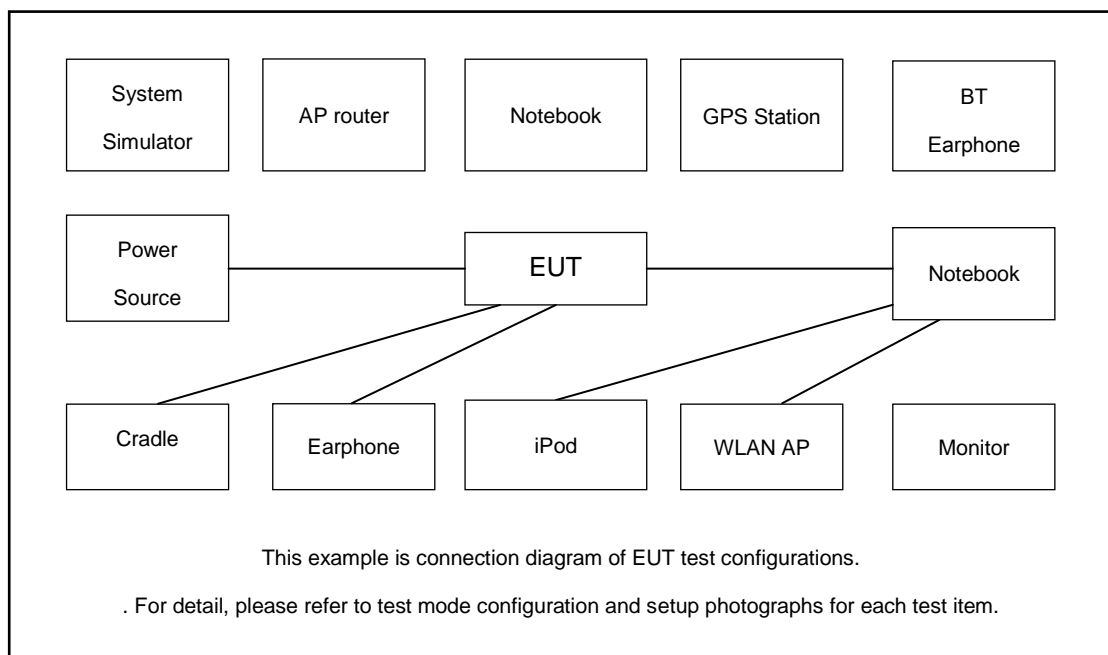 System
Simulator
AP router
Notebook
GPS Station
BT
Earphone
Power
Source
EUT
Notebook
Cradle
Earphone
iPod
WLAN AP
Monitor
This example is connection diagram of EUT test configurations.
. For detail, please refer to test mode configuration and setup photographs for each test item.